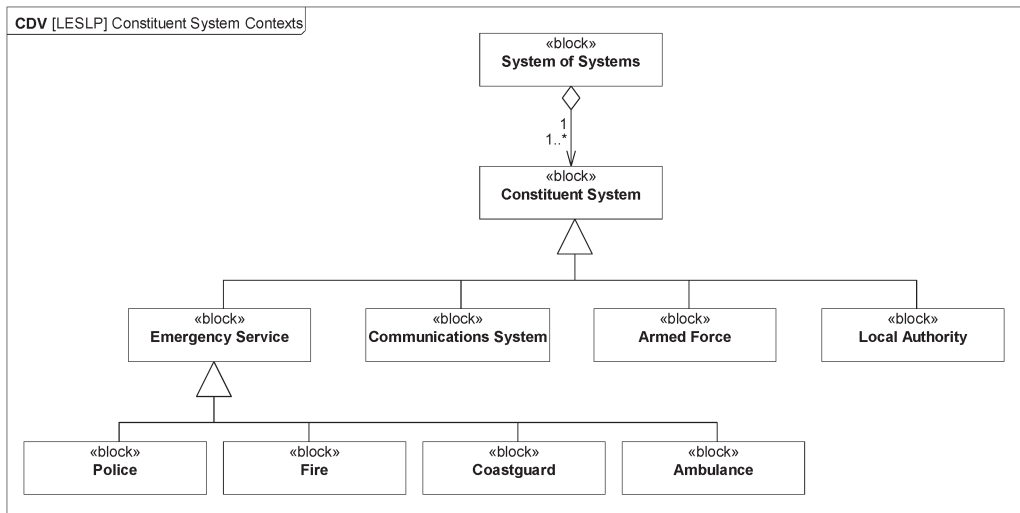 CDV [LESLP] Constituent System Contexts
«block»
System of Systems
1
1..*
«block»
Constituent System
«block»
Emergency Service
«block»
Communications System
«block»
Armed Force
«block»
Local Authority
«block»
Police
«block»
Fire
«block»
Coastguard
«block»
Ambulance